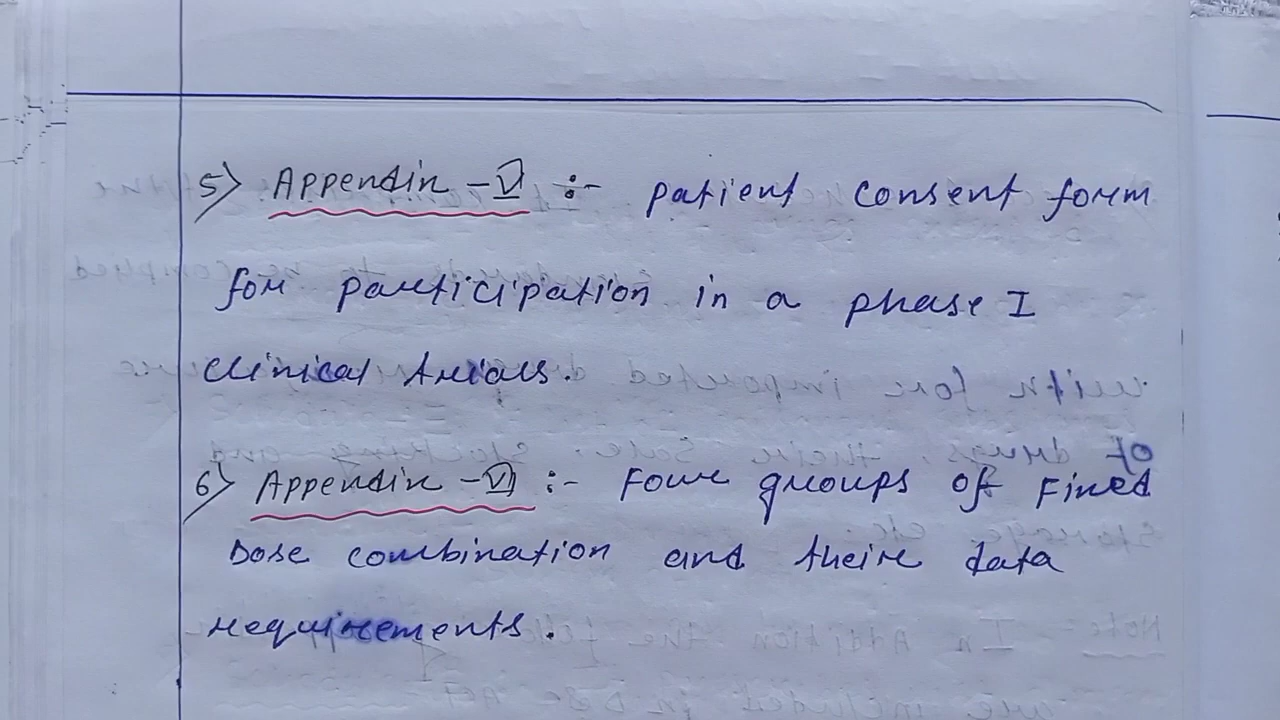 5) Appendix -V :- patient consent form
for participation in a phase I
clinical trials.
6) Appendix -VI :- Four groups of Fixed
Dose combination and their data
requirements.